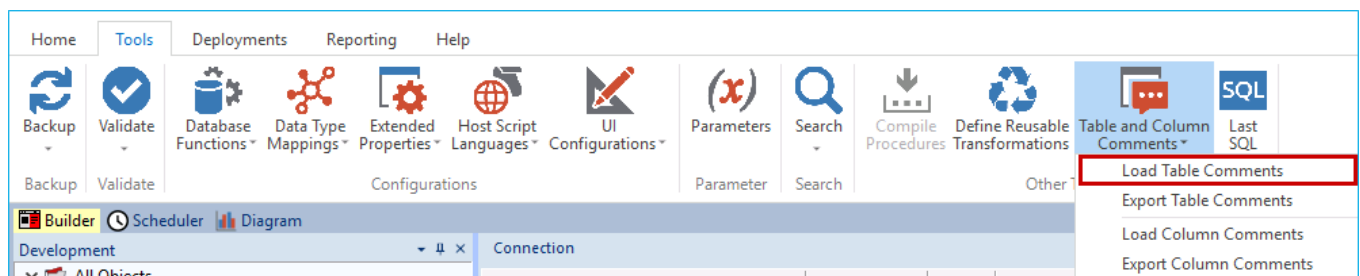 Home Tools Deployments Reporting Help
(x) SQL
Backup Validate Database Data Type Extended Host Script UI Parameters Search Compile Define Reusable Table and Column Last
Functions Mappings Properties Languages Configurations Procedures Transformations Comments SQL
Backup Validate Configurations Parameter Search Other
Load Table Comments
Export Table Comments
Load Column Comments
Export Column Comments
Builder Scheduler Diagram
Development Connection
All Objects